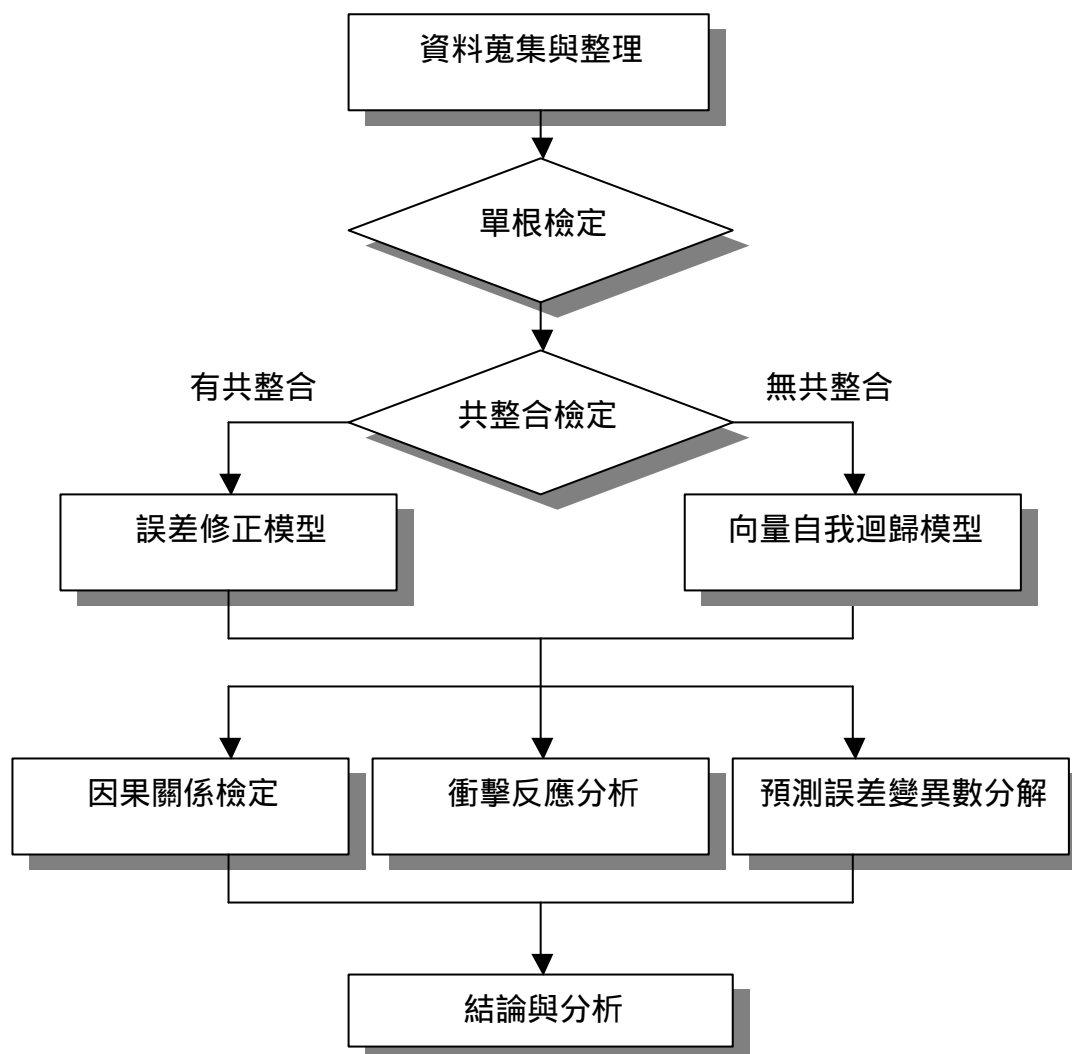 資料蒐集與整理
單根檢定
有共整合
無共整合
共整合檢定
誤差修正模型
向量自我迴歸模型
因果關係檢定
衝擊反應分析
預測誤差變異數分解
結論與分析